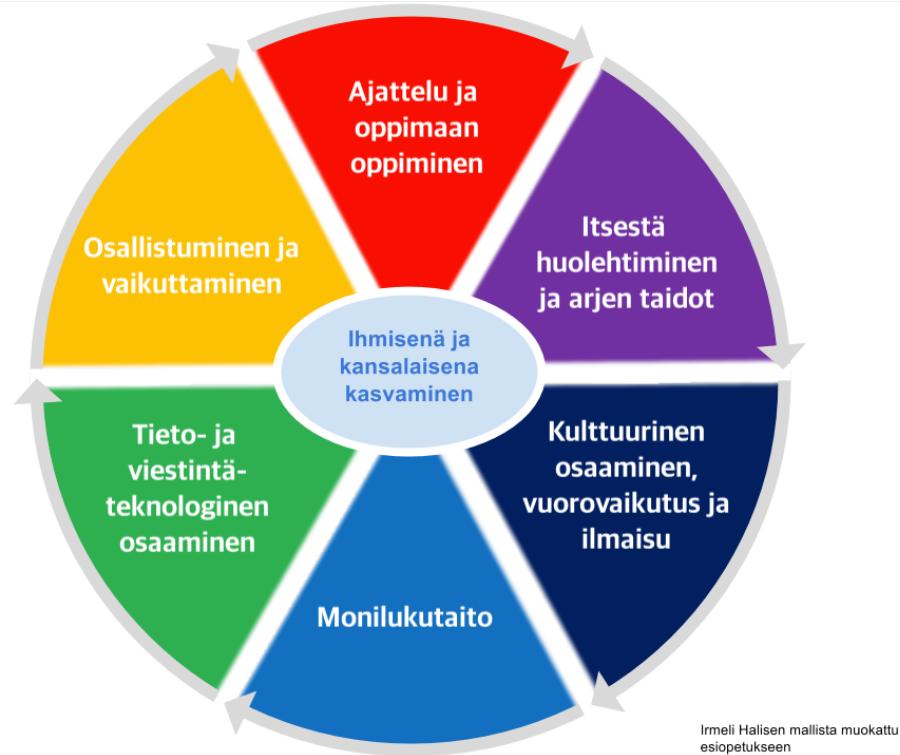 Ajattelu ja
oppimaan
oppiminen
Itsestä
huolehtiminen
ja arjen taidot
Kulttuurinen
osaaminen,
vuorovaikutus ja
ilmaisu
Monilukutaito
Tieto- ja
viestintä-
teknologinen
osaaminen
Osallistuminen ja
vaikuttaminen
Ihmisenä ja
kansalaisena
kasvaminen
Irmeli Halisen mallista muokattu
esiopetukseen